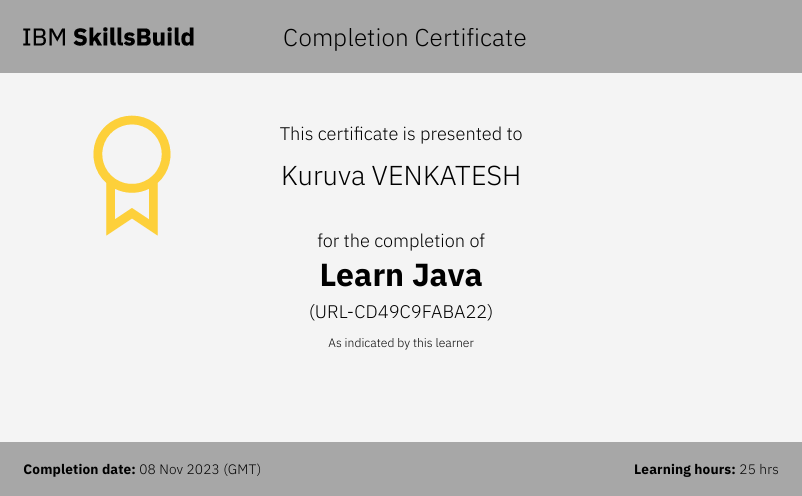 IBM SkillsBuild
Completion Certificate
This certificate is presented to
Kuruva VENKATESH
for the completion of
Learn Java
(URL-CD49C9FABA22)
As indicated by this learner
Completion date: 08 Nov 2023 (GMT)
Learning hours: 25 hrs